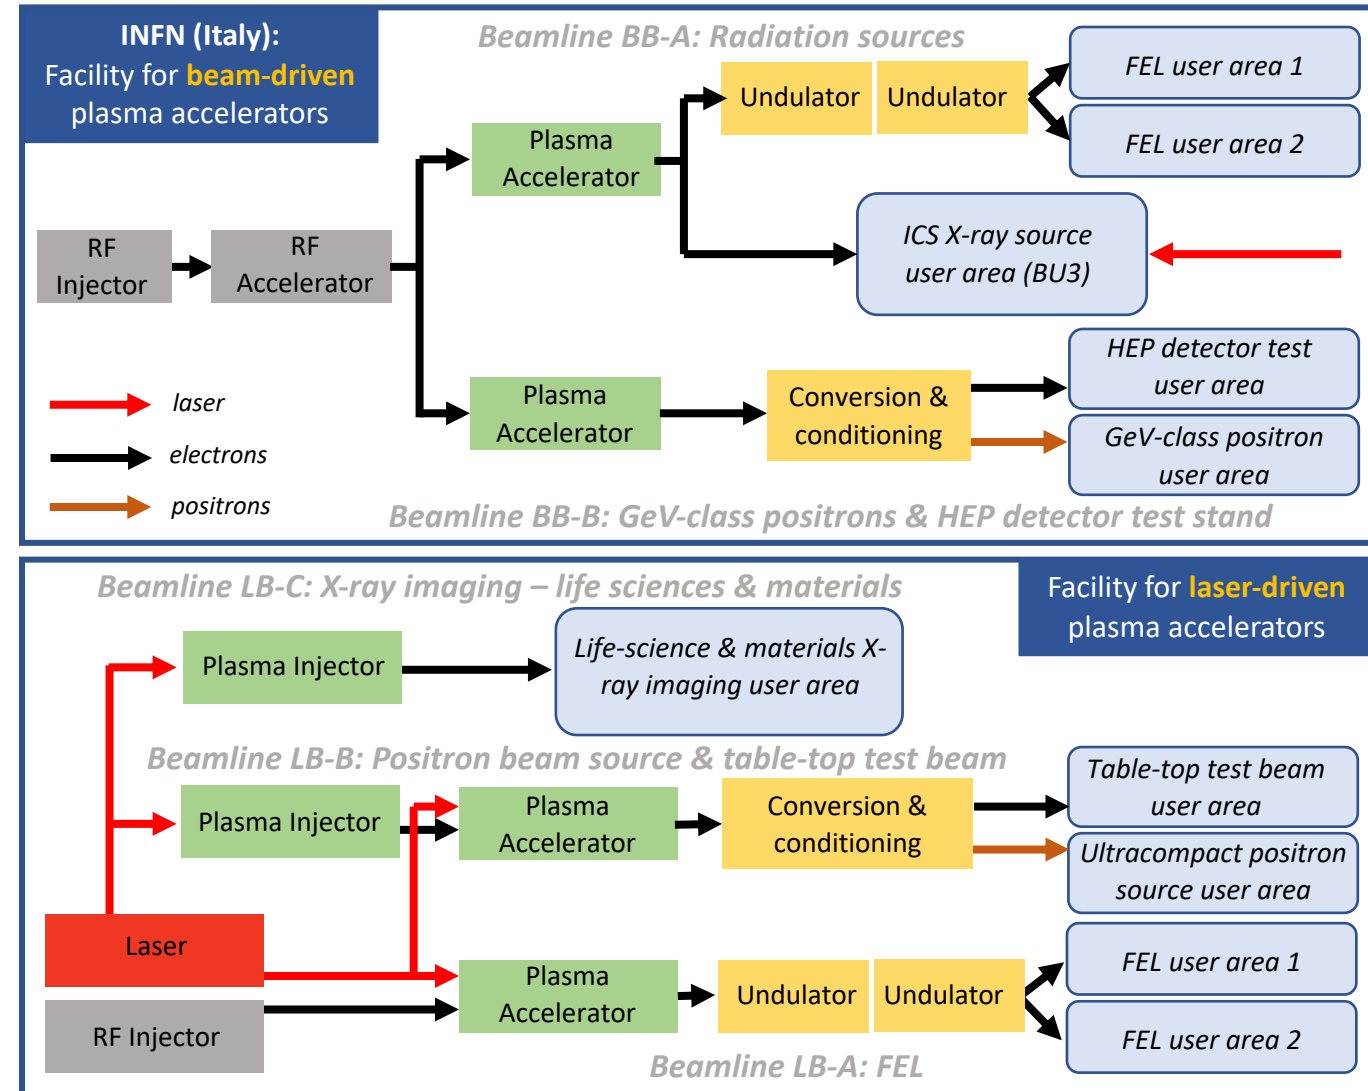 INFN (Italy):
Facility for beam-driven
plasma accelerators
Beamline BB-A: Radiation sources
Undulator
Undulator
FEL user area 1
FEL user area 2
Plasma
Accelerator
ICS X-ray source
user area (BU3)
RF
Injector
RF
Accelerator
HEP detector test
user area
Plasma
Accelerator
Conversion &
conditioning
GeV-class positron
user area
laser
electrons
positrons
Beamline BB-B: GeV-class positrons & HEP detector test stand
Beamline LB-C: X-ray imaging – life sciences & materials
Facility for laser-driven
plasma accelerators
Plasma Injector
Life-science & materials X-
ray imaging user area
Beamline LB-B: Positron beam source & table-top test beam
Plasma Injector
Plasma
Accelerator
Conversion &
conditioning
Table-top test beam
user area
Ultracompact positron
source user area
Laser
RF Injector
Plasma
Accelerator
Undulator
Undulator
FEL user area 1
FEL user area 2
Beamline LB-A: FEL